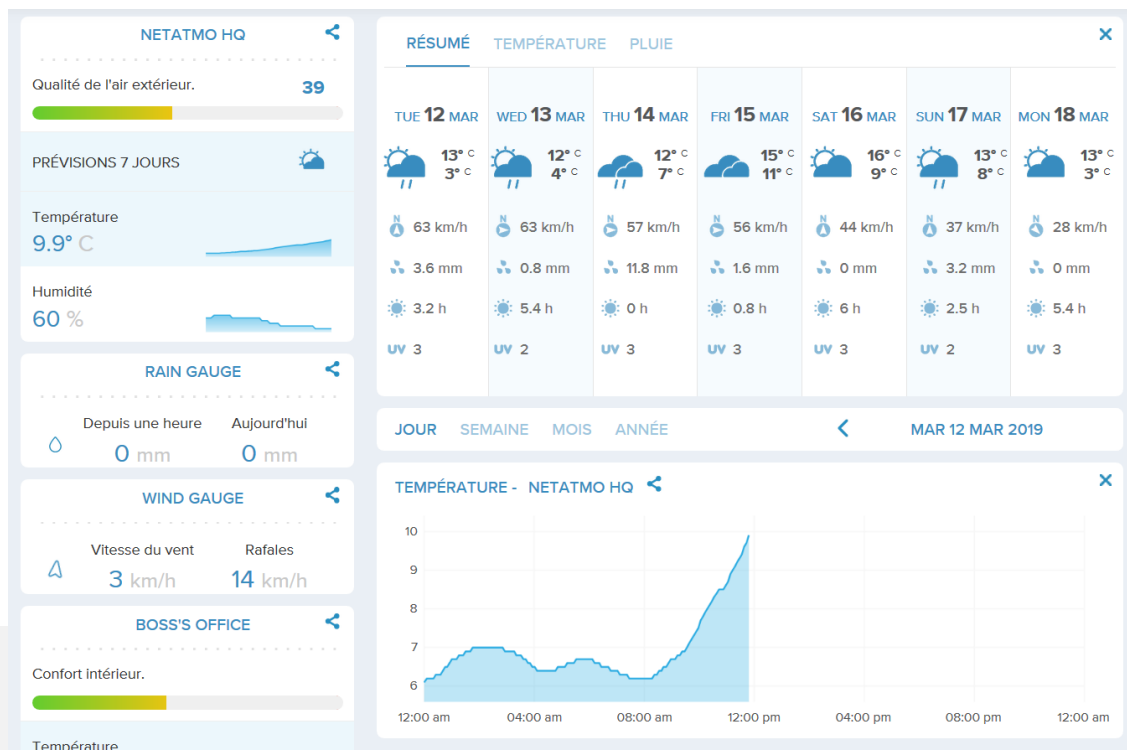 NETATMO HQ
Qualité de l'air extérieur. 39
PRÉVISIONS 7 JOURS
Température
9.9° C
Humidité
60 %
RAIN GAUGE
Depuis une heure Aujourd'hui
0 mm 0 mm
WIND GAUGE
Vitesse du vent Rafales
3 km/h 14 km/h
BOSS'S OFFICE
Confort intérieur.
Température
RÉSUMÉ TEMPÉRATURE PLUIE
TUE 12 MAR WED 13 MAR THU 14 MAR FRI 15 MAR SAT 16 MAR SUN 17 MAR MON 18 MAR
13° C 12° C 12° C 15° C 16° C 13° C 13° C
3° C 4° C 7° C 11° C 9° C 8° C 3° C
N N N N N N N
63 km/h 63 km/h 57 km/h 56 km/h 44 km/h 37 km/h 28 km/h
3.6 mm 0.8 mm 11.8 mm 1.6 mm 0 mm 3.2 mm 0 mm
3.2 h 5.4 h 0 h 0.8 h 6 h 2.5 h 5.4 h
UV 3 UV 2 UV 3 UV 3 UV 3 UV 2 UV 3
JOUR SEMAINE MOIS ANNÉE MAR 12 MAR 2019
TEMPÉRATURE - NETATMO HQ
10
9
8
7
6
12:00 am 04:00 am 08:00 am 12:00 pm 04:00 pm 08:00 pm 12:00 am